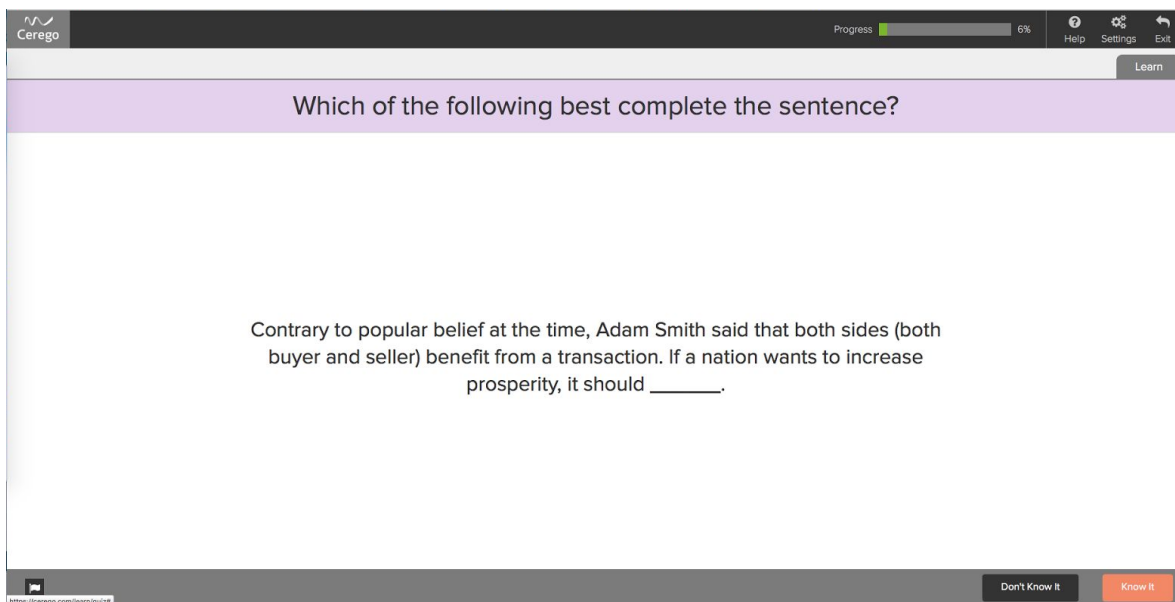 Cerego
Progress 6%
Help Settings Exit
Learn
Which of the following best complete the sentence?
Contrary to popular belief at the time, Adam Smith said that both sides (both
buyer and seller) benefit from a transaction. If a nation wants to increase
prosperity, it should _______.
Don't Know It Know It